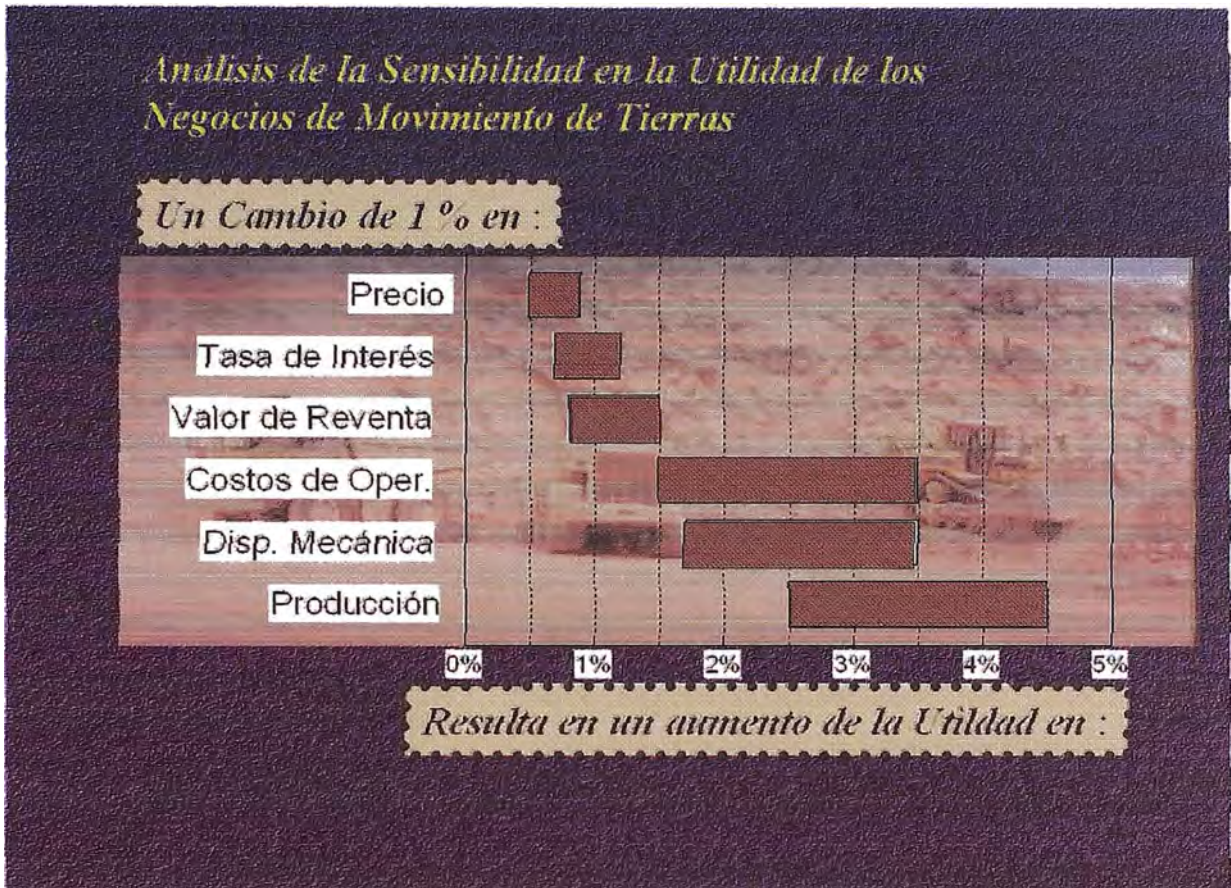 Análisis de la Sensibilidad en la Utilidad de los
Negocios de Movimiento de Tierras
Un Cambio de 1 % en :
Precio
Tasa de Interés
Valor de Reventa
Costos de Oper.
Disp. Mecánica
Producción
0% 1% 2% 3% 4% 5%
Resulta en un aumento de la Utildad en :